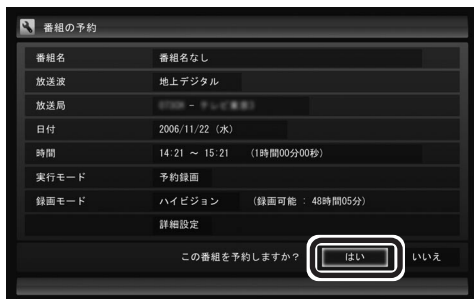 番組の予約
番組名 番組名なし
放送波 地上デジタル
放送局
日付 2006/11/22 (水)
時間 14:21 ~ 15:21 (1時間00分00秒)
実行モード 予約録画
録画モード ハイビジョン (録画可能 : 48時間05分)
詳細設定
この番組を予約しますか? はい いいえ